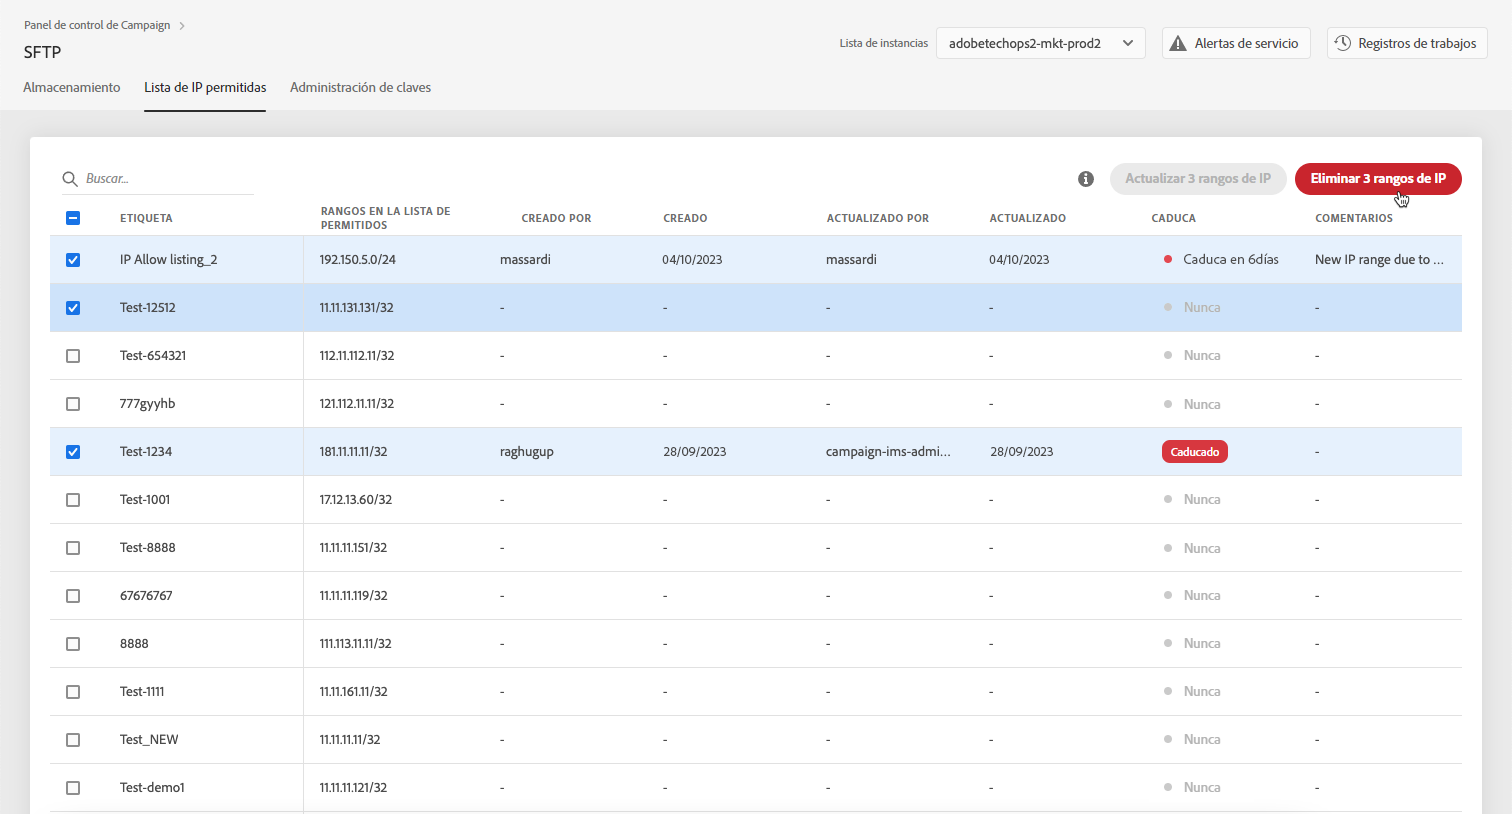 Panel de control de Campaign
SFTP
Lista de instancias adobetechops2-mkt-prod2 Alertas de servicio Registros de trabajos
Almacenamiento Lista de IP permitidas Administración de claves
Buscar... Actualizar 3 rangos de IP Eliminar 3 rangos de IP
ETIQUETA RANGOS EN LA LISTA DE PERMITIDOS CREADO POR CREADO ACTUALIZADO POR ACTUALIZADO CADUCA COMENTARIOS
IP Allow listing_2 192.150.5.0/24 massardi 04/10/2023 massardi 04/10/2023 Caduca en 6días New IP range due to ...
Test-12512 11.11.131.131/32 - - - - Nunca -
Test-654321 112.11.112.11/32 - - - - Nunca -
777gyyhb 121.112.11.11/32 - - - - Nunca -
Test-1234 181.11.11.11/32 raghugup 28/09/2023 campaign-ims-admi... 28/09/2023 Caducado -
Test-1001 17.12.13.60/32 - - - - Nunca -
Test-8888 11.11.11.151/32 - - - - Nunca -
67676767 11.11.11.119/32 - - - - Nunca -
8888 111.113.11.11/32 - - - - Nunca -
Test-1111 11.11.161.11/32 - - - - Nunca -
Test_NEW 11.11.11.11/32 - - - - Nunca -
Test-demo1 11.11.11.121/32 - - - - Nunca -